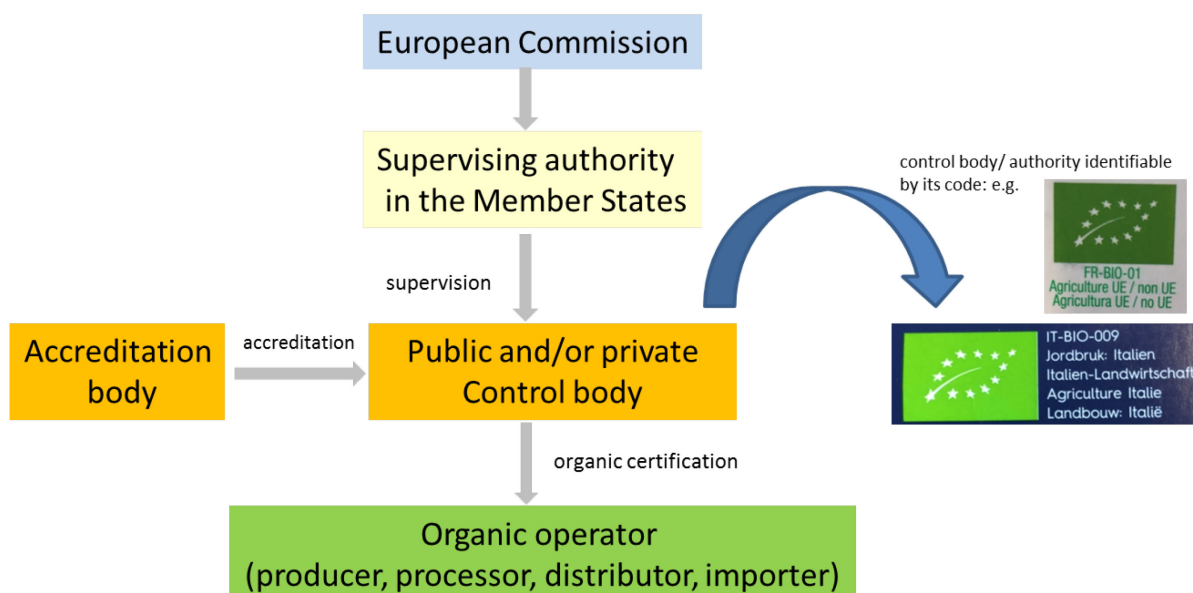 European Commission
Supervising authority
in the Member States
control body/ authority identifiable
by its code: e.g.
FR-BIO-01
Agriculture UE / non UE
Agricultura UE / no UE
supervision
Accreditation
body
accreditation
Public and/or private
Control body
IT-BIO-009
Jordbruk: Italien
Italien-Landwirtschaft
Agriculture Italie
Landbouw: Italië
organic certification
Organic operator
(producer, processor, distributor, importer)